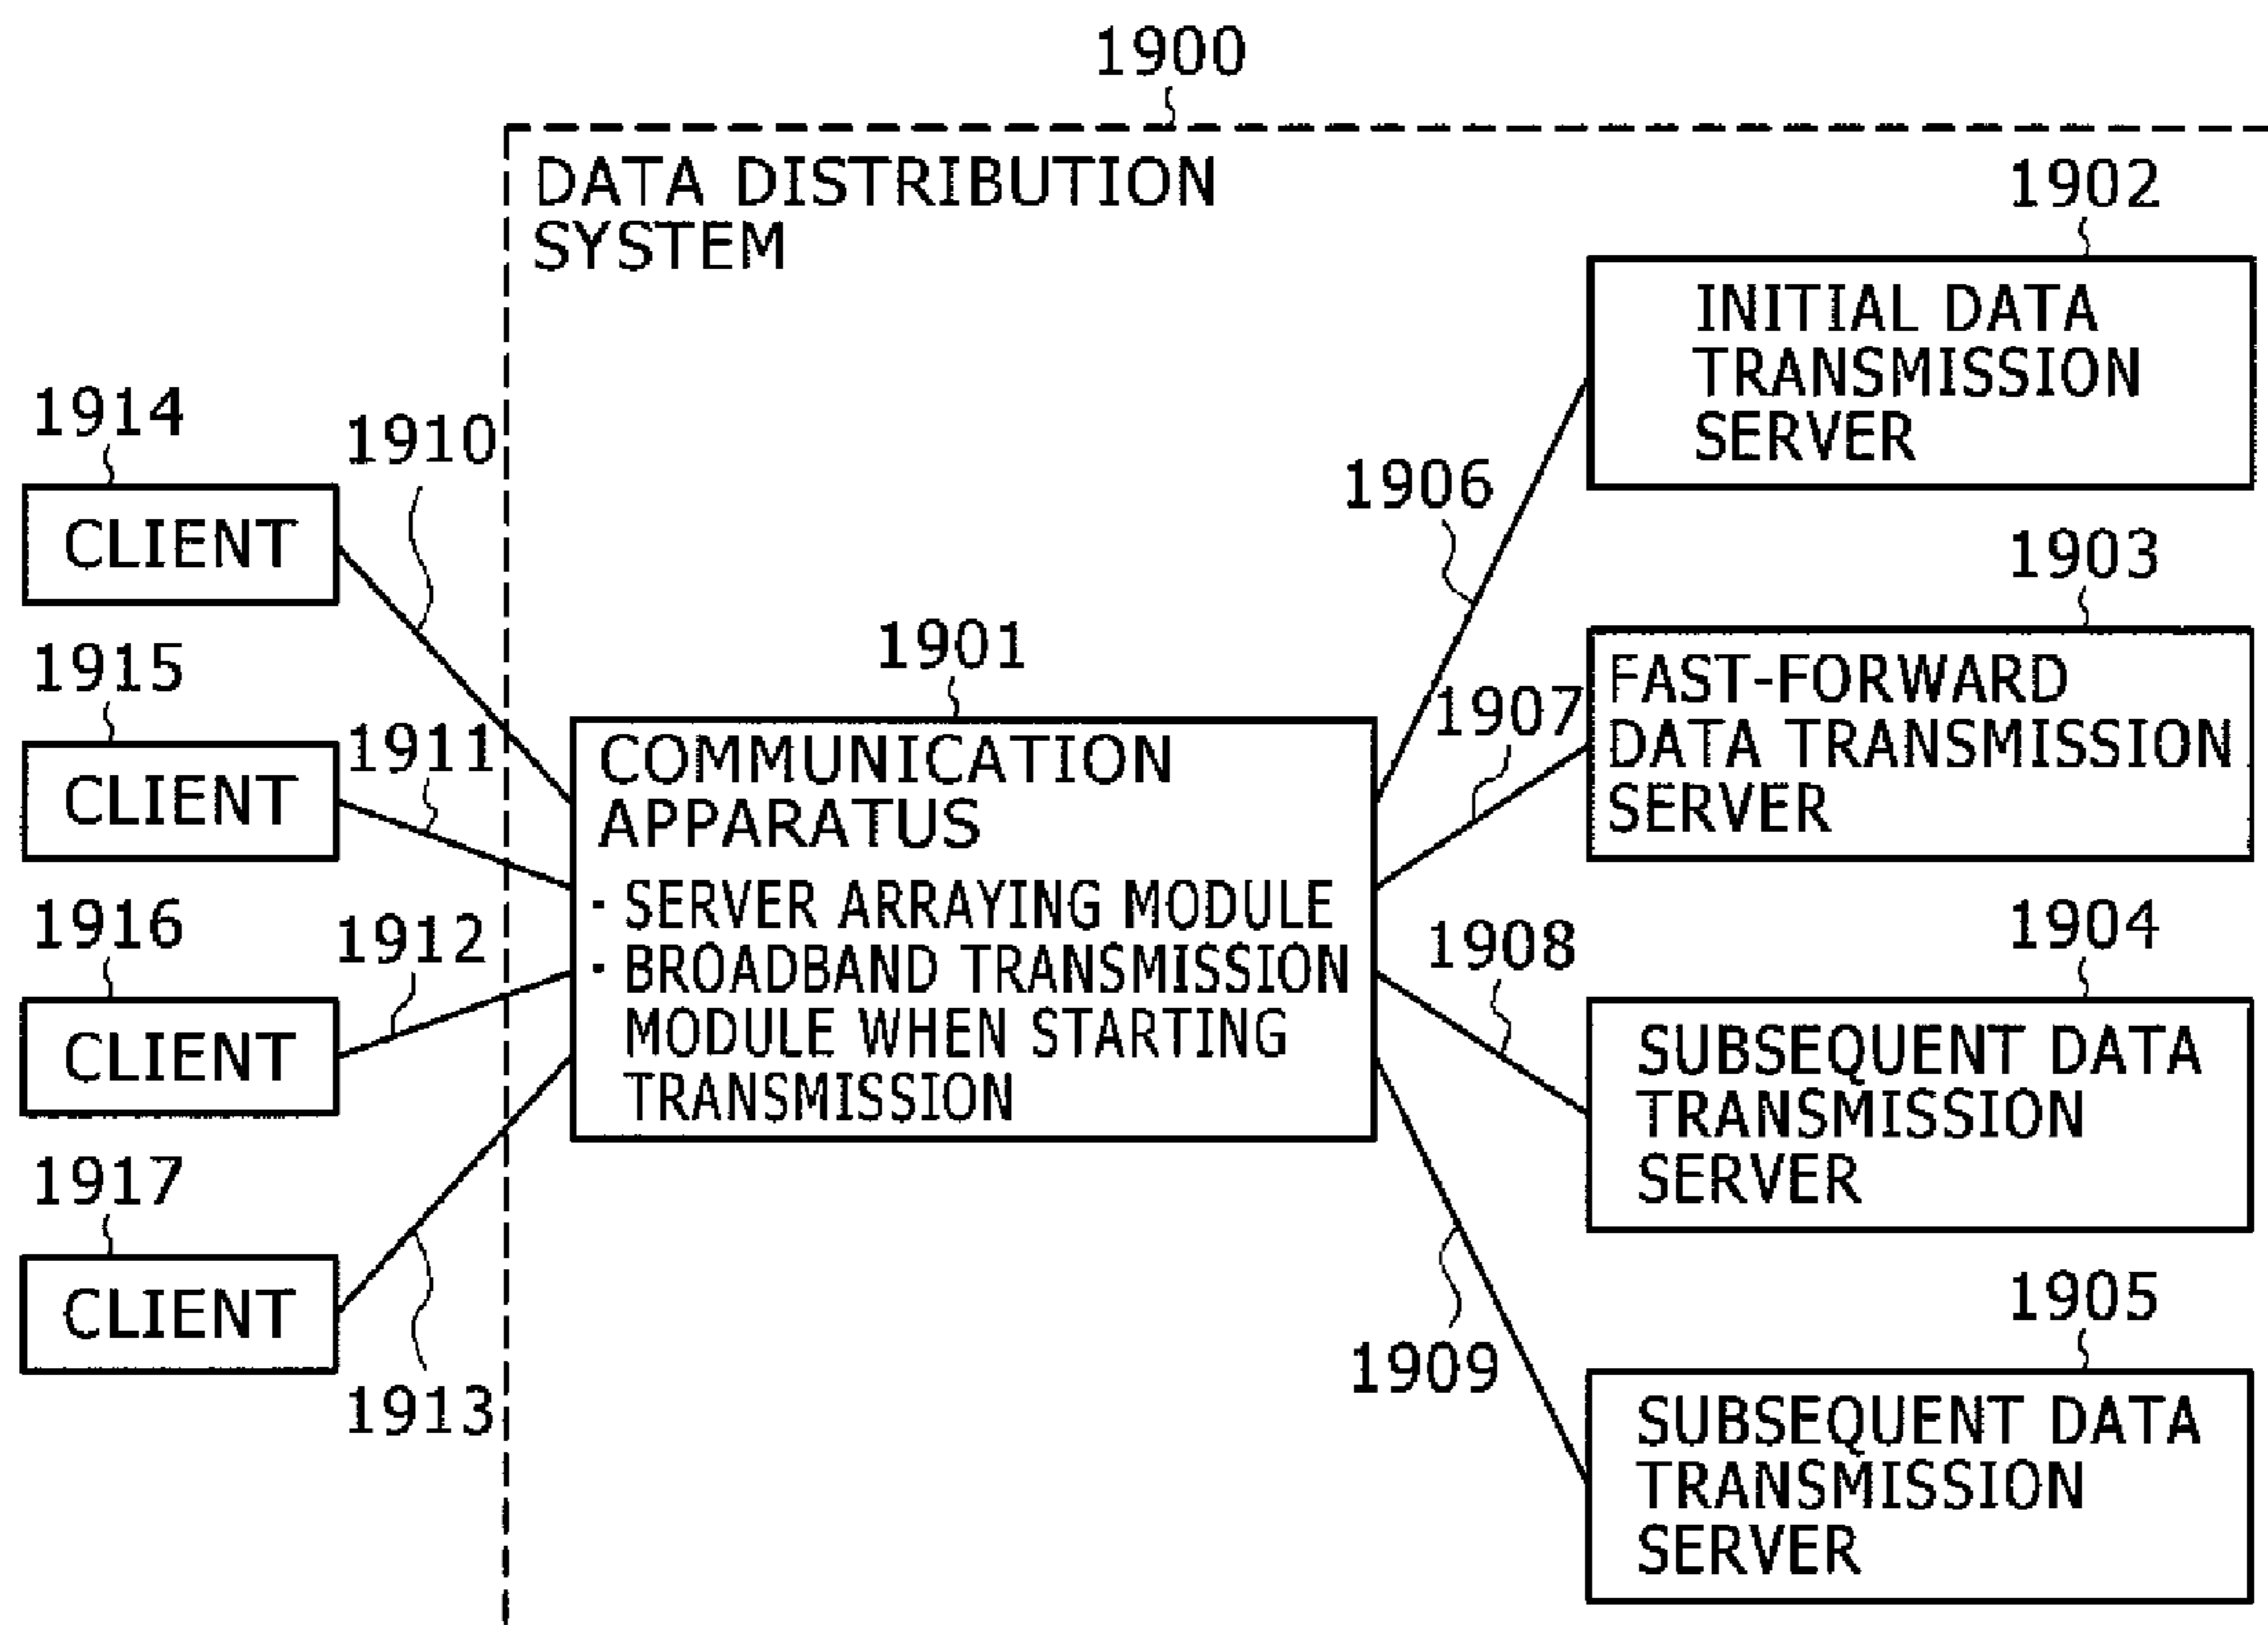 1900
DATA DISTRIBUTION
SYSTEM
1902
INITIAL DATA
TRANSMISSION
SERVER
1914
1910
1906
CLIENT
1903
FAST-FORWARD
DATA TRANSMISSION
SERVER
1915
1911
1901
1907
CLIENT
COMMUNICATION
APPARATUS
· SERVER ARRAYING MODULE
· BROADBAND TRANSMISSION
MODULE WHEN STARTING
TRANSMISSION
1916
1912
1908
1904
CLIENT
SUBSEQUENT DATA
TRANSMISSION
SERVER
1917
CLIENT
1913
1909
1905
SUBSEQUENT DATA
TRANSMISSION
SERVER